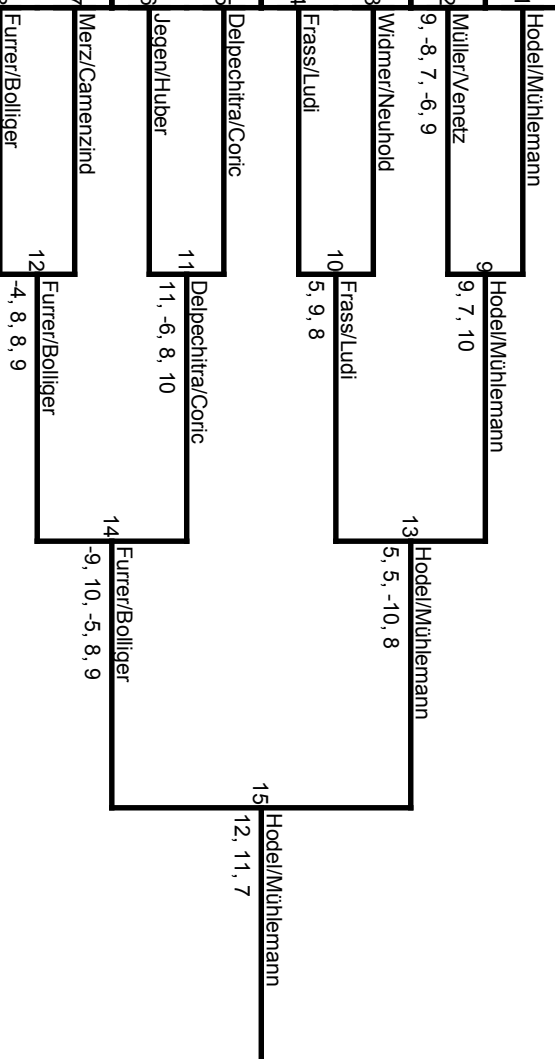 Hodel/Mühlemann
Müller/Venetz
9, -8, 7, -6, 9
Widmer/Neuhold
Frass/Ludi
Delpechitra/Coric
Jegen/Huber
Merz/Camenzind
Furrer/Bolliger
9
Hodel/Mühlemann
9, 7, 10
10
Frass/Ludi
5, 9, 8
11
Delpechitra/Coric
11, -6, 8, 10
12
Furrer/Bolliger
-4, 8, 8, 9
13
Hodel/Mühlemann
5, 5, -10, 8
14
Furrer/Bolliger
-9, 10, -5, 8, 9
15
Hodel/Mühlemann
12, 11, 7